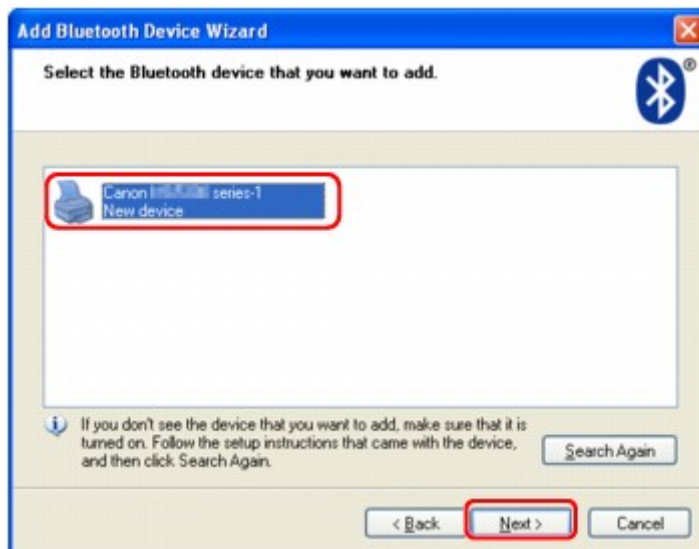 Add Bluetooth Device Wizard
Select the Bluetooth device that you want to add.
®
Canon series-1
New device
If you don't see the device that you want to add, make sure that it is
turned on. Follow the setup instructions that came with the device,
and then click Search Again.
Search Again
< Back
Next >
Cancel